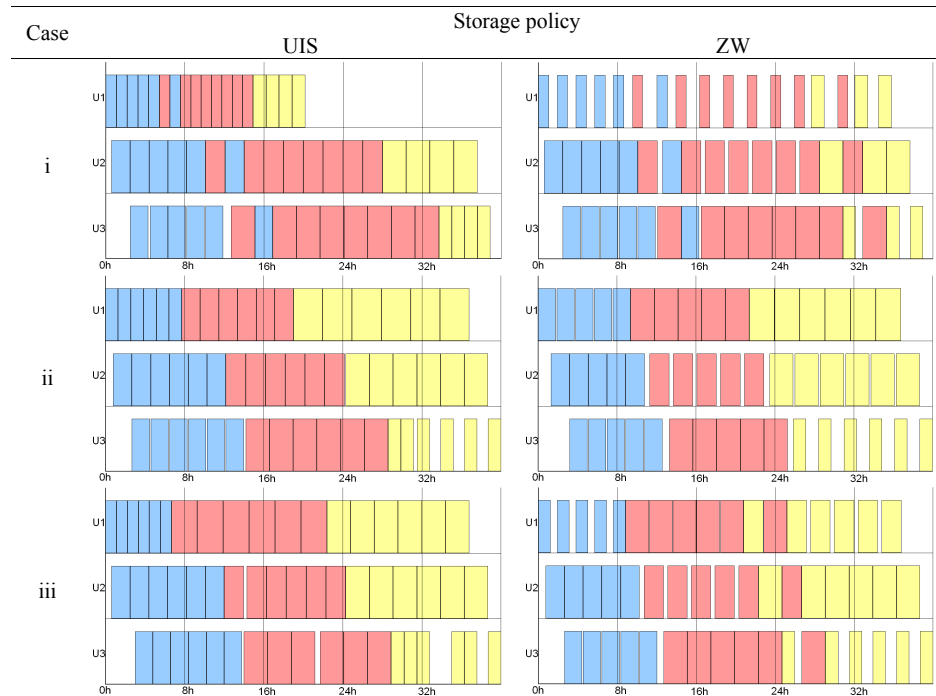 Storage policy
Case
UIS ZW
U1 U1
U2 U2
i
U3 U3
0h 8h 16h 24h 32h 0h 8h 16h 24h 32h
U1 U1
U2 U2
ii
U3 U3
0h 8h 16h 24h 32h 0h 8h 16h 24h 32h
U1 U1
U2 U2
iii
U3 U3
0h 8h 16h 24h 32h 0h 8h 16h 24h 32h